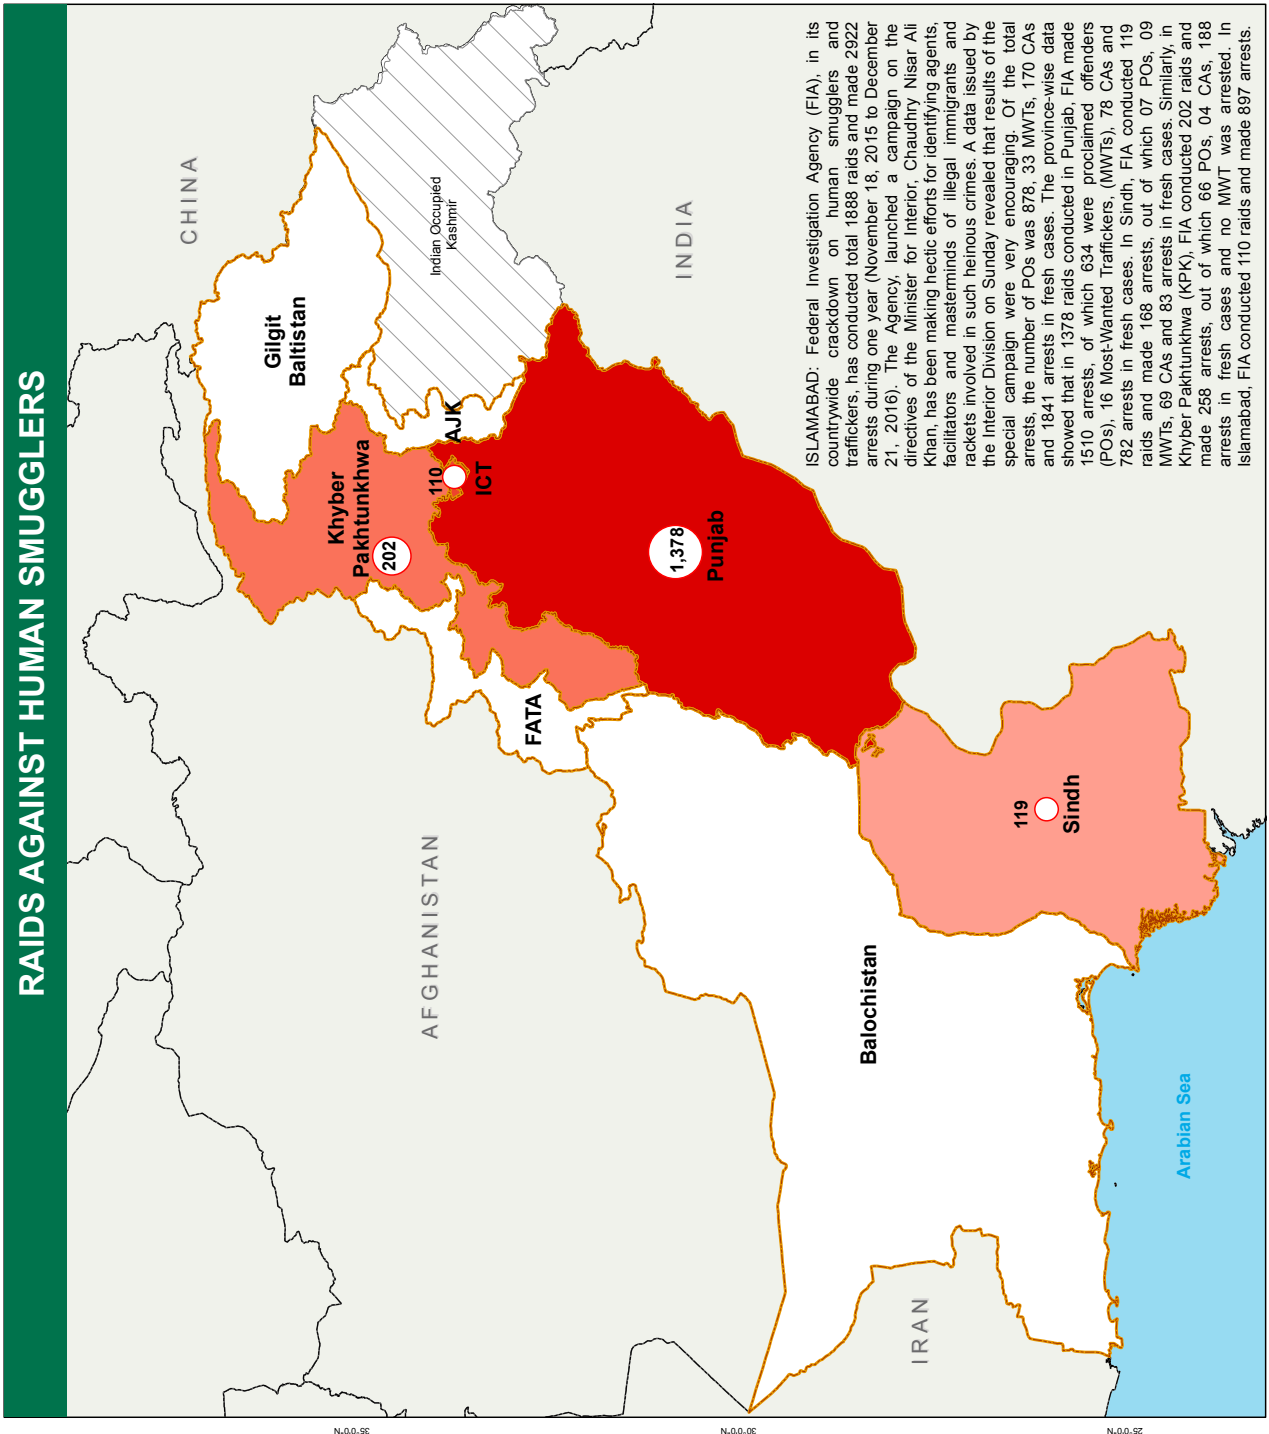 RAIDS AGAINST HUMAN SMUGGLERS
CHINA
Gilgit
Baltistan
Indian Occupied
Kashmir
INDIA
Khyber
Pakhtunkhwa
202
AJK
110
ICT
1,378
Punjab
FATA
AFGHANISTAN
119
Sindh
Balochistan
IRAN
Arabian Sea
ISLAMABAD: Federal Investigation Agency (FIA), in its
countrywide crackdown on human smugglers and
traffickers, has conducted total 1888 raids and made 2922
arrests during one year (November 18, 2015 to December
21, 2016). The Agency, launched a campaign on the
directives of the Minister for Interior, Chaudhry Nisar Ali
Khan, has been making hectic efforts for identifying agents,
facilitators and masterminds of illegal immigrants and
rackets involved in such heinous crimes. A data issued by
the Interior Division on Sunday revealed that results of the
special campaign were very encouraging. Of the total
arrests, the number of POs was 878, 33 MWTs, 170 CAs
and 1841 arrests in fresh cases. The province-wise data
showed that in 1378 raids conducted in Punjab, FIA made
1510 arrests, of which 634 were proclaimed offenders
(POs), 16 Most-Wanted Traffickers, (MWTs), 78 CAs and
782 arrests in fresh cases. In Sindh, FIA conducted 119
raids and made 168 arrests, out of which 07 POs, 09
MWTs, 69 CAs and 83 arrests in fresh cases. Similarly, in
Khyber Pakhtunkhwa (KPK), FIA conducted 202 raids and
made 258 arrests, out of which 66 POs, 04 CAs, 188
arrests in fresh cases and no MWT was arrested. In
Islamabad, FIA conducted 110 raids and made 897 arrests.
35°0'0"N
30°0'0"N
25°0'0"N